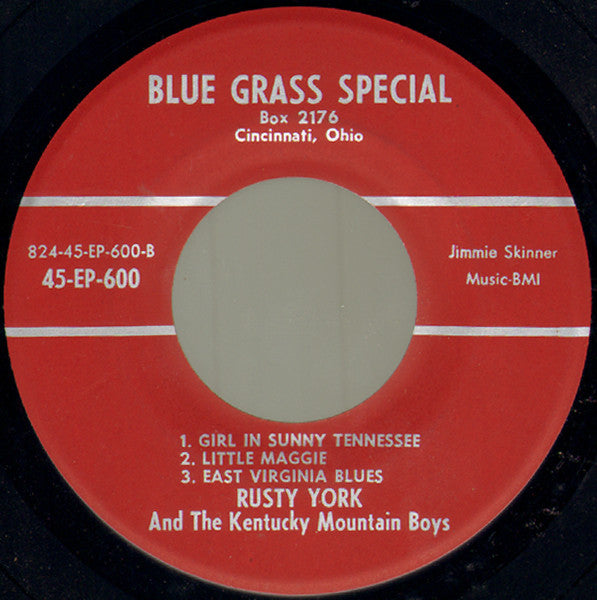 BLUE GRASS SPECIAL
Box 2176
Cincinnati, Ohio
824-45-EP-600-B
45-EP-600
Jimmie Skinner
Music-BMI
1. GIRL IN SUNNY TENNESSEE
2. LITTLE MAGGIE
3. EAST VIRGINIA BLUES
RUSTY YORK
And The Kentucky Mountain Boys